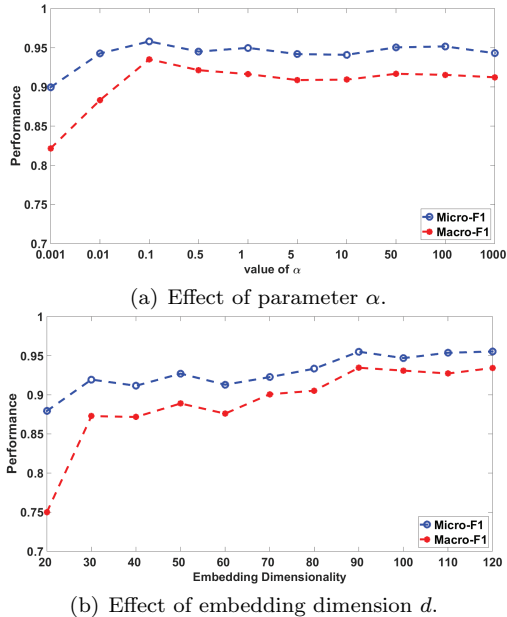 1
0.95
0.9
0.85
0.8
0.75
0.7
Performance
0.001 0.01 0.1 0.5 1 5 10 50 100 1000
value of α
Micro-F1
Macro-F1
(a) Effect of parameter α.
1
0.95
0.9
0.85
0.8
0.75
0.7
Performance
20 30 40 50 60 70 80 90 100 110 120
Embedding Dimensionality
Micro-F1
Macro-F1
(b) Effect of embedding dimension d.